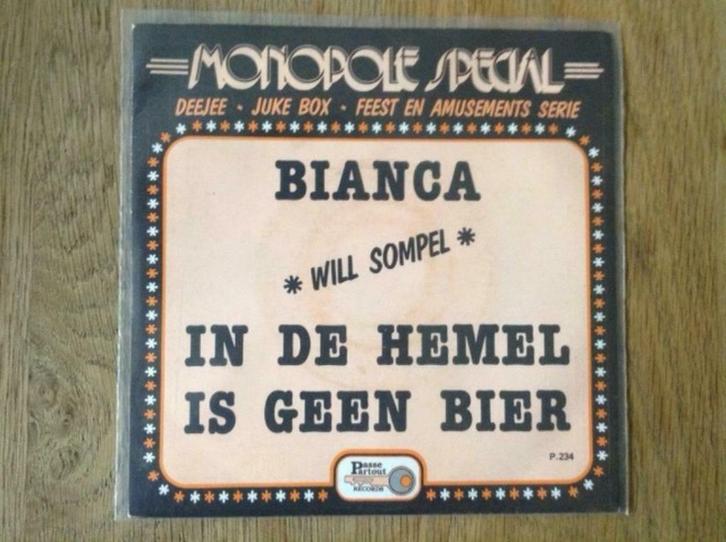 MONOPOLE SPECIAL
DEEJEE - JUKE BOX - FEEST EN AMUSEMENTS SERIE
BIANCA
* WILL SOMPEL *
IN DE HEMEL
IS GEEN BIER
P.234
Passe
Partout
RECORDS